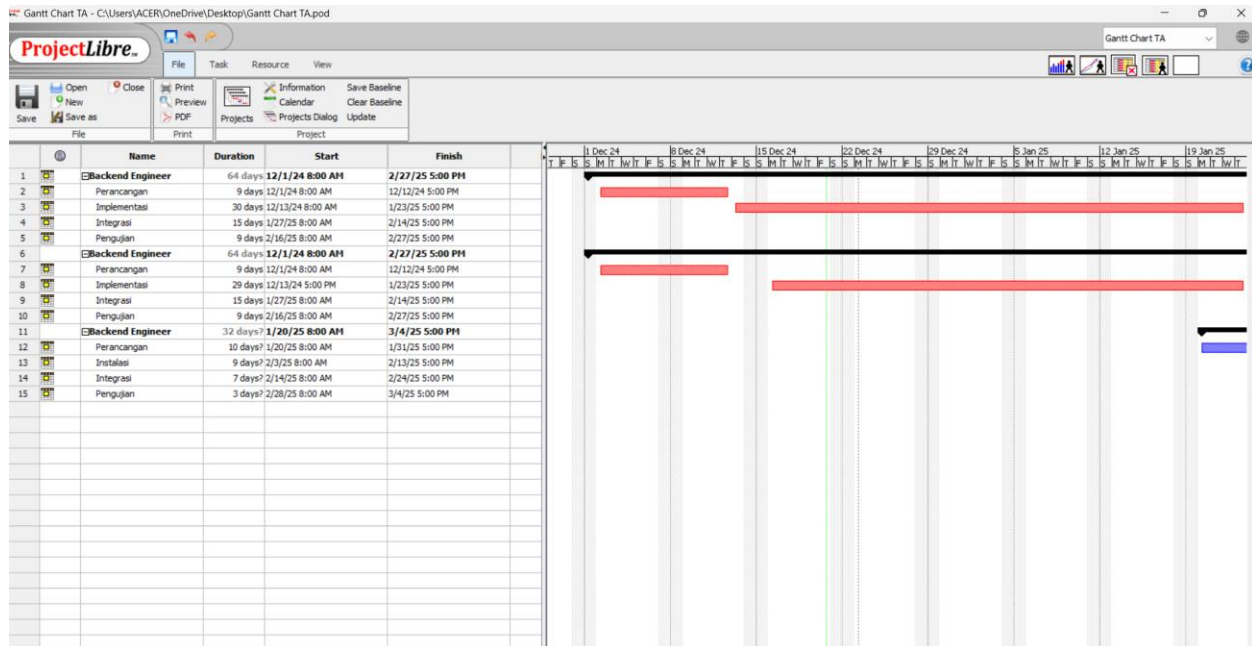 Gantt Chart TA - C:\Users\ACER\OneDrive\Desktop\Gantt Chart TA.pod
ProjectLibre™
Gantt Chart TA
File Task Resource View
Save Open New Save as Close
File
Print Preview PDF
Print
Projects Information Calendar Projects Dialog Save Baseline Clear Baseline Update
Project
Name Duration Start Finish
1 Backend Engineer 64 days 12/1/24 8:00 AM 2/27/25 5:00 PM
2 Perancangan 9 days 12/1/24 8:00 AM 12/12/24 5:00 PM
3 Implementasi 30 days 12/13/24 8:00 AM 1/23/25 5:00 PM
4 Integrasi 15 days 1/27/25 8:00 AM 2/14/25 5:00 PM
5 Pengujian 9 days 2/16/25 8:00 AM 2/27/25 5:00 PM
6 Backend Engineer 64 days 12/1/24 8:00 AM 2/27/25 5:00 PM
7 Perancangan 9 days 12/1/24 8:00 AM 12/12/24 5:00 PM
8 Implementasi 29 days 12/13/24 5:00 PM 1/23/25 5:00 PM
9 Integrasi 15 days 1/27/25 8:00 AM 2/14/25 5:00 PM
10 Pengujian 9 days 2/16/25 8:00 AM 2/27/25 5:00 PM
11 Backend Engineer 32 days? 1/20/25 8:00 AM 3/4/25 5:00 PM
12 Perancangan 10 days? 1/20/25 8:00 AM 1/31/25 5:00 PM
13 Instalasi 9 days? 2/3/25 8:00 AM 2/13/25 5:00 PM
14 Integrasi 7 days? 2/14/25 8:00 AM 2/24/25 5:00 PM
15 Pengujian 3 days? 2/28/25 8:00 AM 3/4/25 5:00 PM
1 Dec 24 8 Dec 24 15 Dec 24 22 Dec 24 29 Dec 24 5 Jan 25 12 Jan 25 19 Jan 25
T F S S M T W T F S S M T W T F S S M T W T F S S M T W T F S S M T W T F S S M T W T F S S M T W T F S S M T W